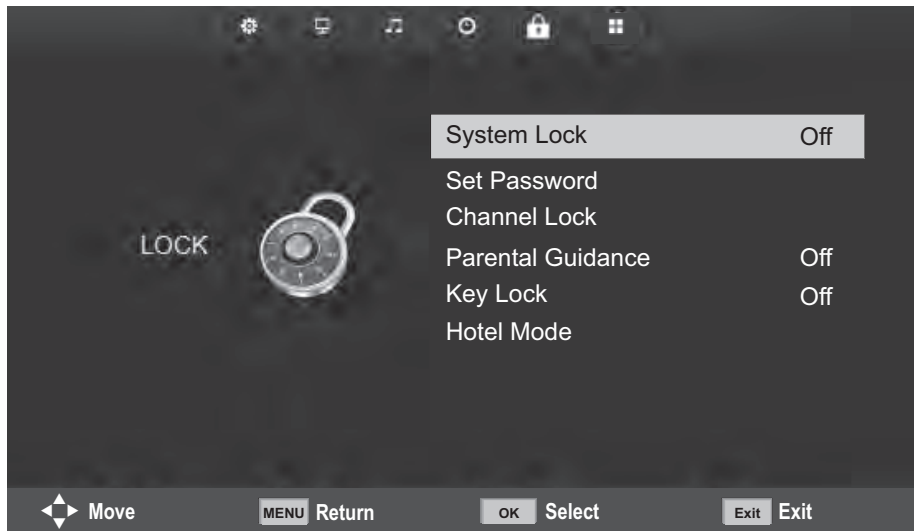 System Lock Off
Set Password
Channel Lock
LOCK
Parental Guidance Off
Key Lock Off
Hotel Mode
Move MENU Return OK Select Exit Exit